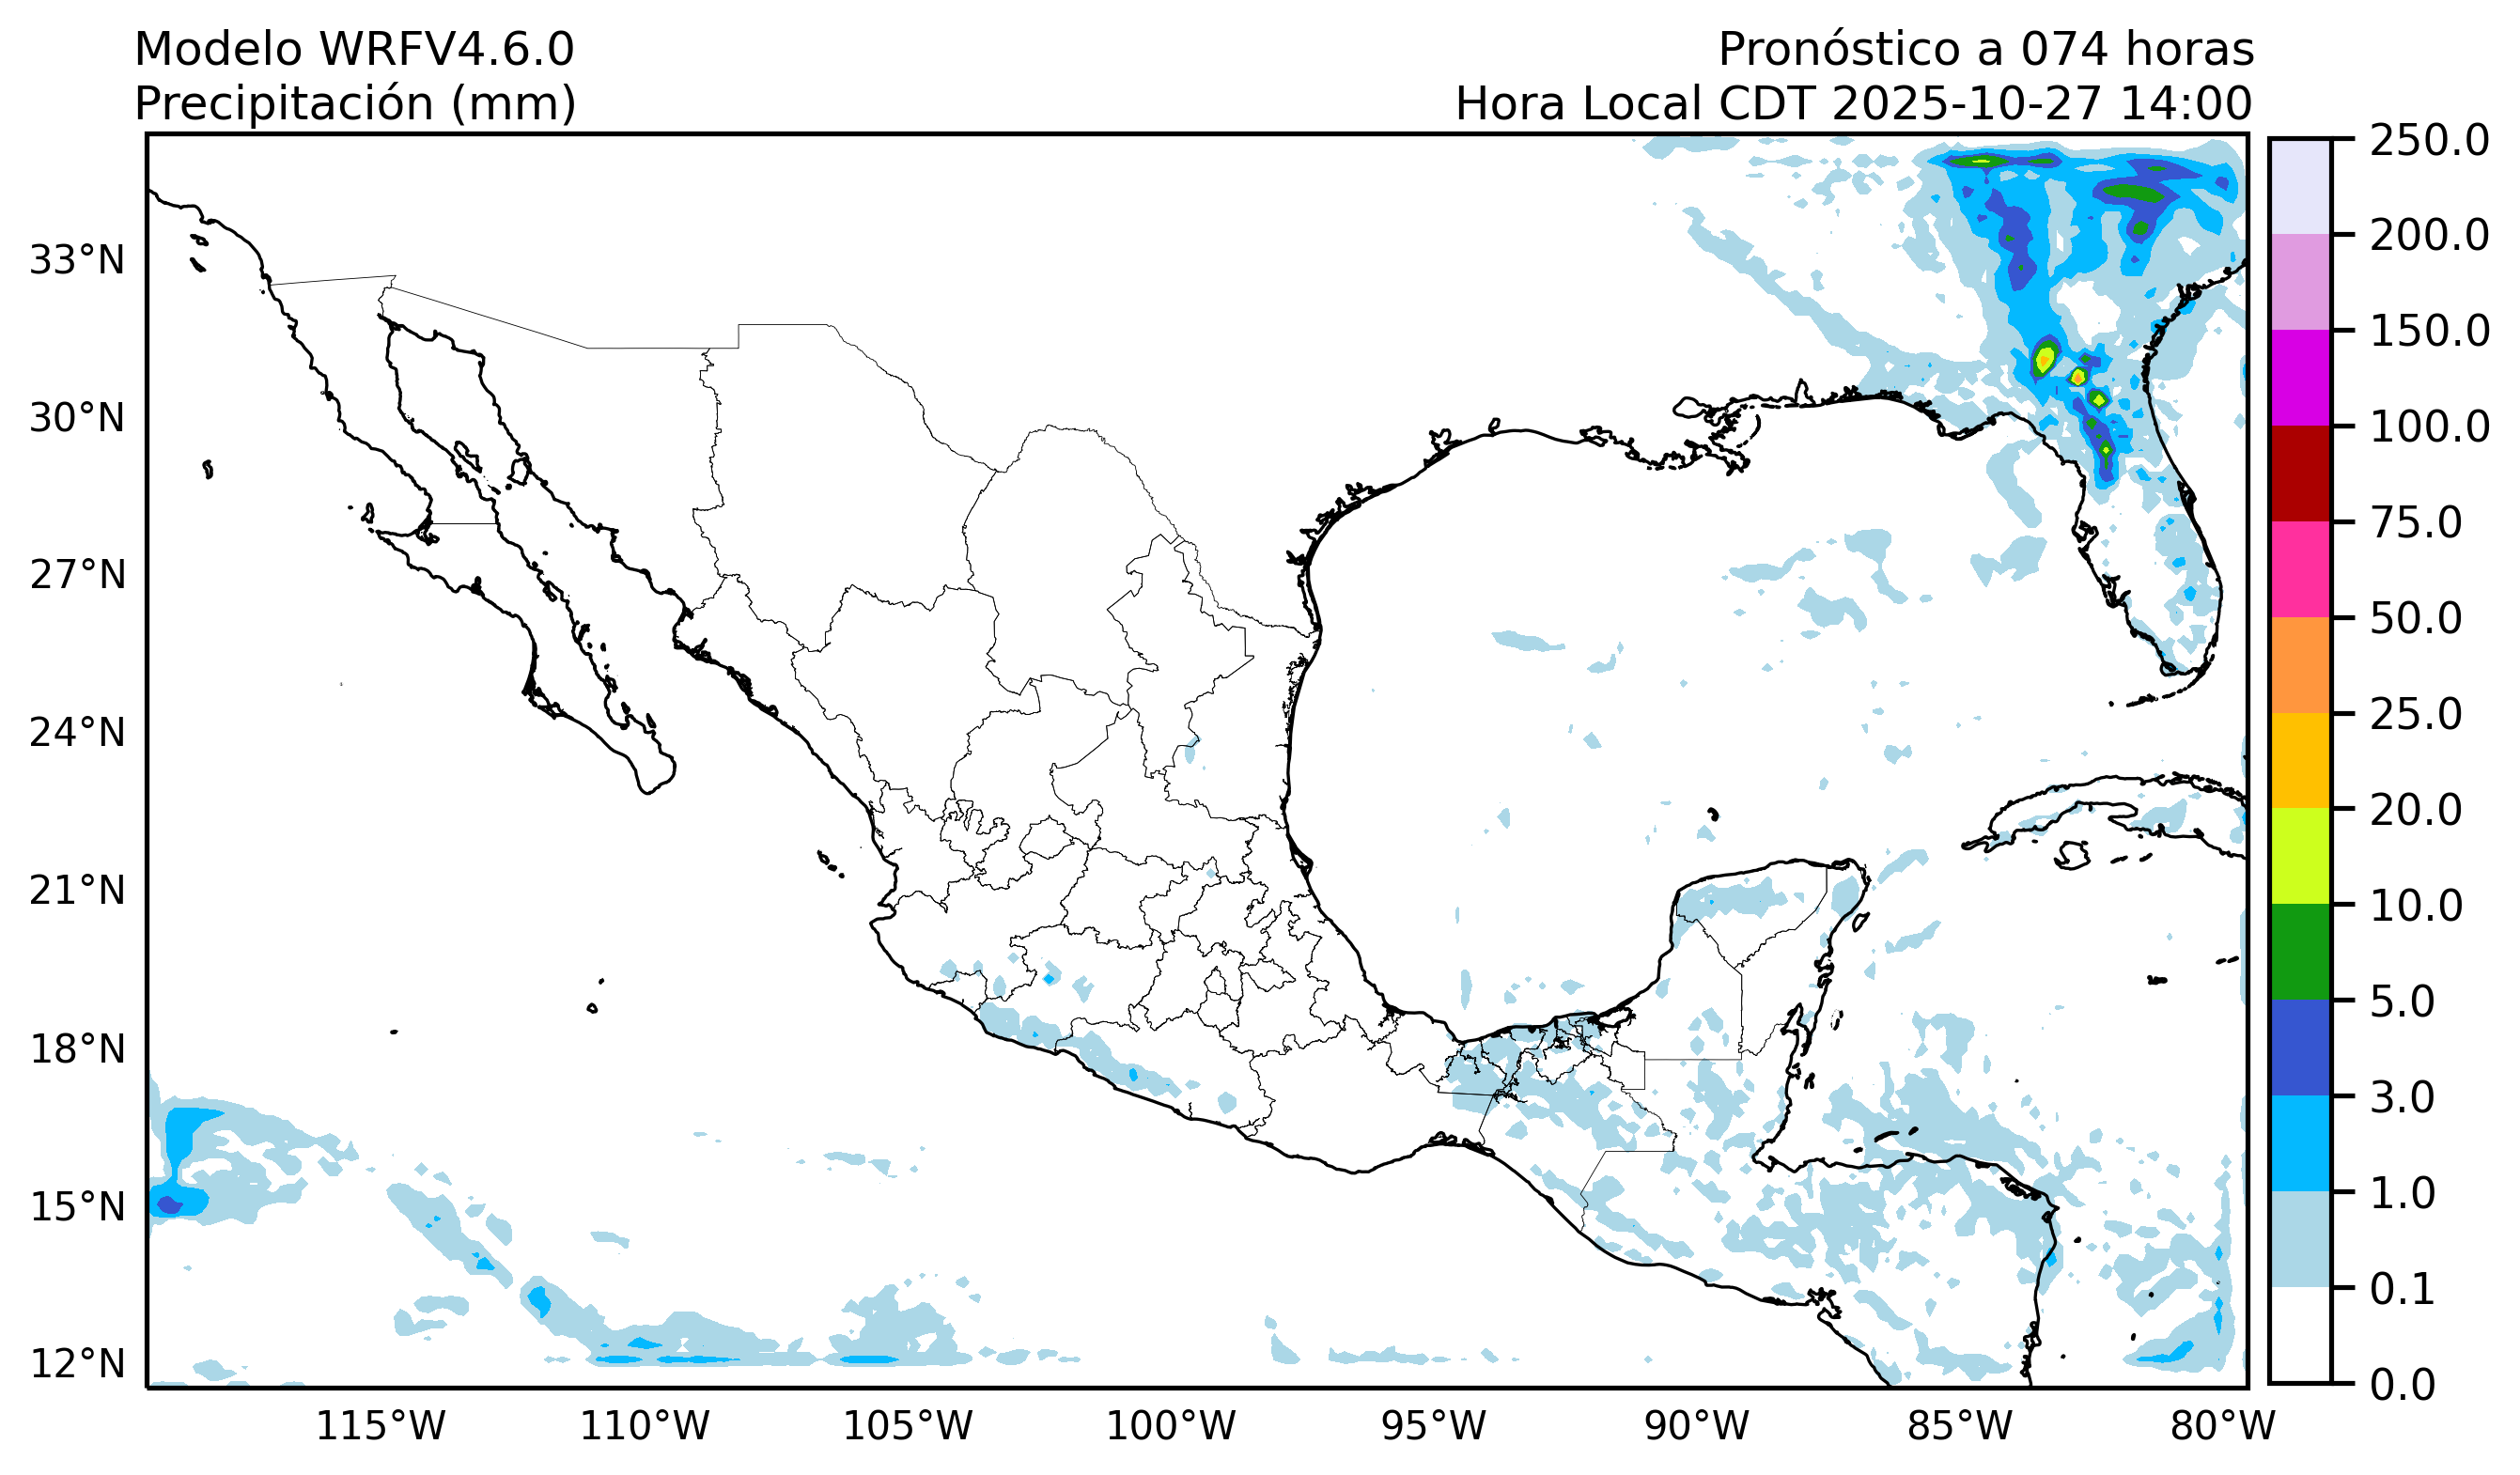 Modelo WRFV4.6.0
Precipitación (mm)
Pronóstico a 074 horas
Hora Local CDT 2025-10-27 14:00
33°N
30°N
27°N
24°N
21°N
18°N
15°N
12°N
115°W
110°W
105°W
100°W
95°W
90°W
85°W
80°W
250.0
200.0
150.0
100.0
75.0
50.0
25.0
20.0
10.0
5.0
3.0
1.0
0.1
0.0